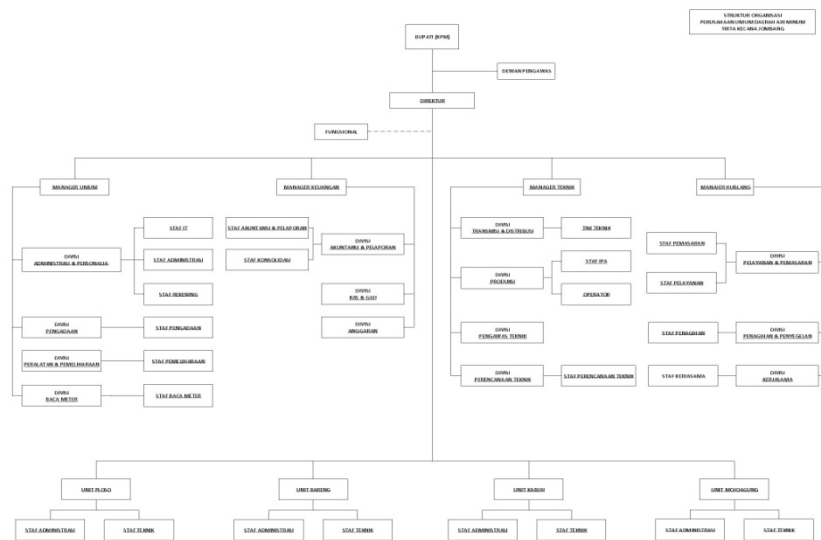 STRUKTUR ORGANISASI
PERUSAHAAN UMUM DAERAH AIR MINUM
TIRTA KECANA JOMBANG
BUPATI (KPM)
DEWAN PENGAWAS
DIREKTUR
FUNGSIONAL
MANAGER UMUM
MANAGER KEUANGAN
MANAGER TEKNIK
MANAJER HUBLANG
DIVISI
ADMINISTRASI & PERSONALIA
STAF IT
STAF ADMINISTRASI
STAF REKENING
DIVISI
PENGADAAN
STAF PENGADAAN
DIVISI
PERALATAN & PEMELIHARAAN
STAF PEMELIHARAAN
DIVISI
BACA METER
STAF BACA METER
STAF AKUNTANSI & PELAPORAN
STAF KONSOLIDASI
DIVISI
AKUNTANSI & PELAPORAN
DIVISI
KAS & GAJI
DIVISI
ANGGARAN
DIVISI
TRANSMISI & DISTRIBUSI
TIM TEKNIK
DIVISI
PRODUKSI
STAF IPA
OPERATOR
DIVISI
PENGAWAS TEKNIK
DIVISI
PERENCANAAN TEKNIK
STAF PERENCANAAN TEKNIK
STAF PEMASARAN
STAF PELAYANAN
DIVISI
PELAYANAN & PEMASARAN
STAF PENAGIHAN
DIVISI
PENAGIHAN & PENYEGELAN
STAF KERJASAMA
DIVISI
KERJASAMA
UNIT PLOSO
STAF ADMINISTRASI
STAF TEKNIK
UNIT BARENG
STAF ADMINISTRASI
STAF TEKNIK
UNIT KABUH
STAF ADMINISTRASI
STAF TEKNIK
UNIT MOJOAGUNG
STAF ADMINISTRASI
STAF TEKNIK